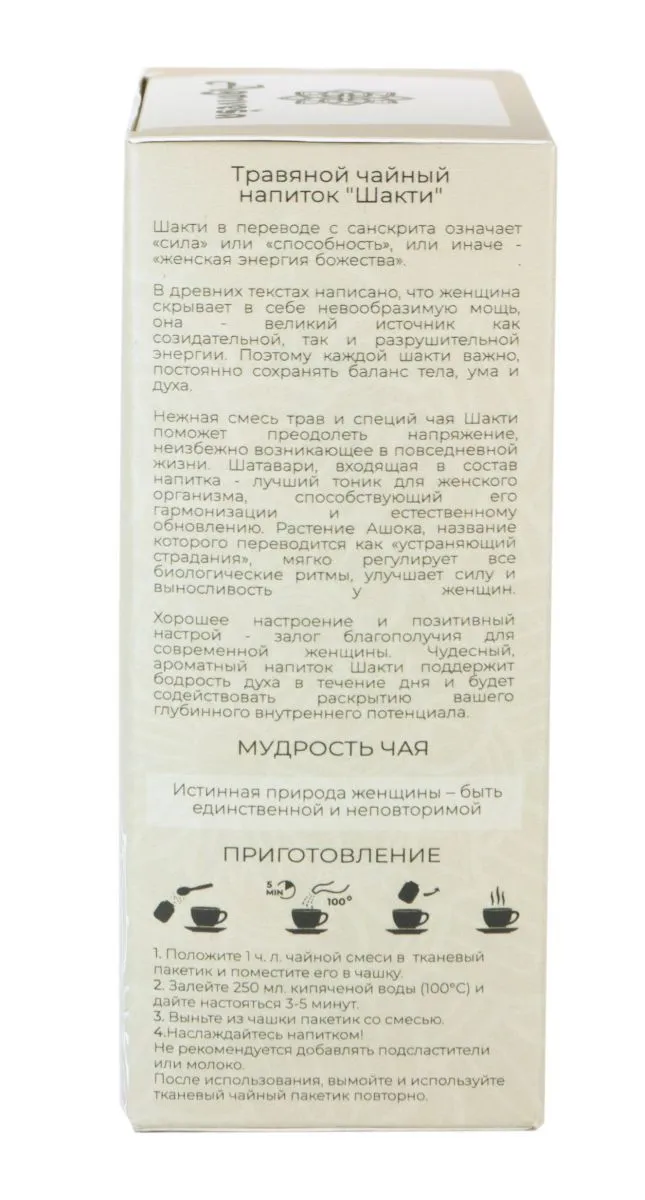 Травяной чайный
напиток "Шакти"
Шакти в переводе с санскрита означает
«сила» или «способность», или иначе -
«женская энергия божества».
В древних текстах написано, что женщина
скрывает в себе невообразимую мощь,
она - великий источник как
созидательной, так и разрушительной
энергии. Поэтому каждой шакти важно,
постоянно сохранять баланс тела, ума и
духа.
Нежная смесь трав и специй чая Шакти
поможет преодолеть напряжение,
неизбежно возникающее в повседневной
жизни. Шатавари, входящая в состав
напитка - лучший тоник для женского
организма, способствующий его
гармонизации и естественному
обновлению. Растение Ашока, название
которого переводится как «устраняющий
страдания», мягко регулирует все
биологические ритмы, улучшает силу и
выносливость у женщин.
Хорошее настроение и позитивный
настрой - залог благополучия для
современной женщины. Чудесный,
ароматный напиток Шакти поддержит
бодрость духа в течение дня и будет
содействовать раскрытию вашего
глубинного внутреннего потенциала.
МУДРОСТЬ ЧАЯ
Истинная природа женщины – быть
единственной и неповторимой
ПРИГОТОВЛЕНИЕ
5
MIN
100°
1. Положите 1 ч. л. чайной смеси в тканевый
пакетик и поместите его в чашку.
2. Залейте 250 мл. кипяченой воды (100°C) и
дайте настояться 3-5 минут.
3. Выньте из чашки пакетик со смесью.
4.Наслаждайтесь напитком!
Не рекомендуется добавлять подсластители
или молоко.
После использования, вымойте и используйте
тканевый чайный пакетик повторно.